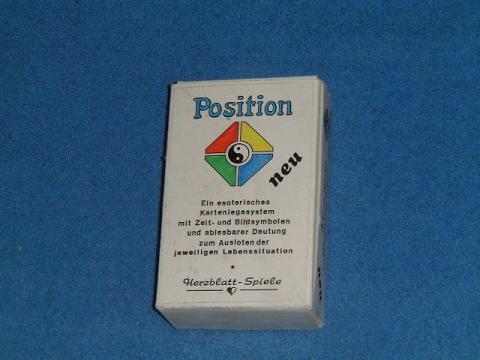 Position
neu
Ein esoterisches
Kartenlegesystem
mit Zeit- und Bildsymbolen
und ablesbarer Deutung
zum Ausloten der
jeweiligen Lebenssituation
*
Herzblatt-Spiele
neu